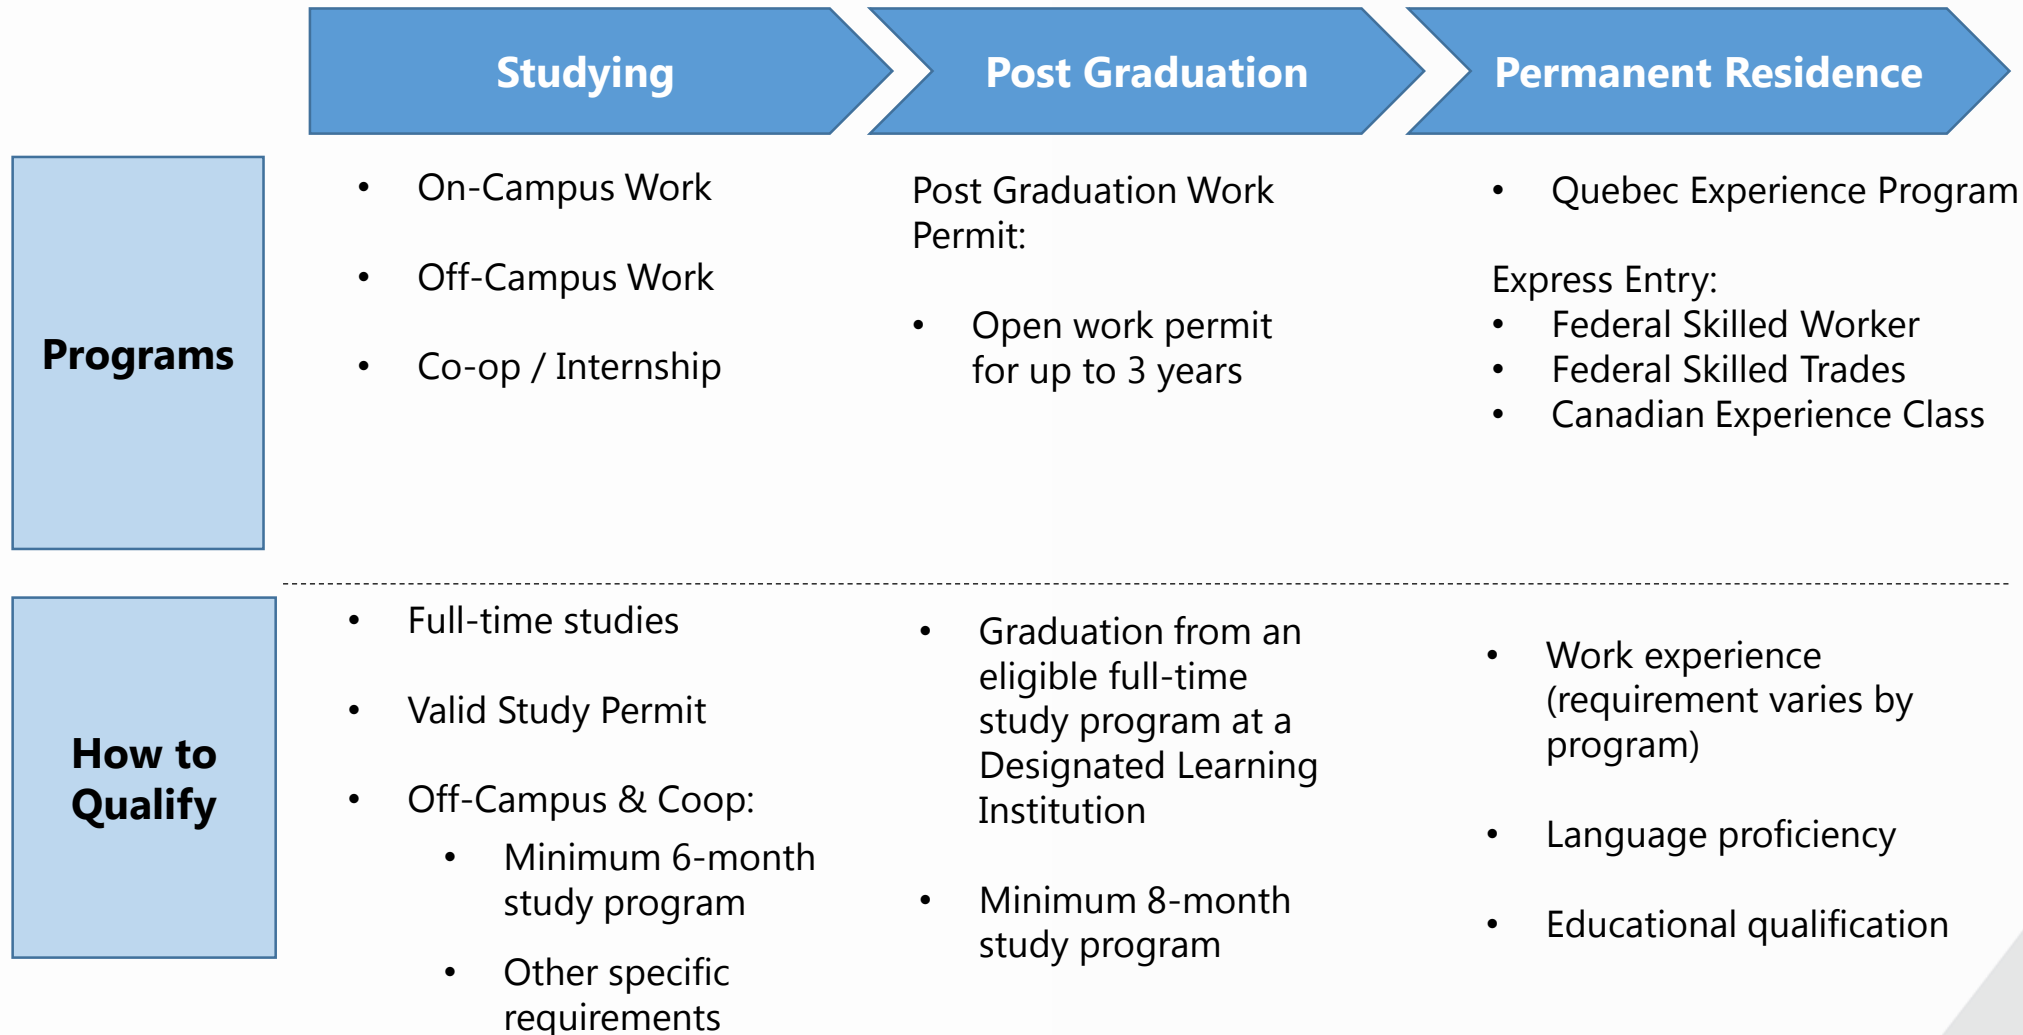 Studying
Post Graduation
Permanent Residence
Programs
• On-Campus Work
• Off-Campus Work
• Co-op / Internship
Post Graduation Work
Permit:
• Open work permit
for up to 3 years
• Quebec Experience Program
Express Entry:
• Federal Skilled Worker
• Federal Skilled Trades
• Canadian Experience Class
How to
Qualify
• Full-time studies
• Valid Study Permit
• Off-Campus & Coop:
• Minimum 6-month
study program
• Other specific
requirements
• Graduation from an
eligible full-time
study program at a
Designated Learning
Institution
• Minimum 8-month
study program
• Work experience
(requirement varies by
program)
• Language proficiency
• Educational qualification